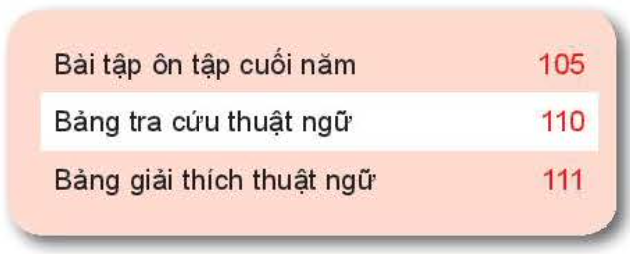 Bài tập ôn tập cuối năm 105
Bảng tra cứu thuật ngữ 110
Bảng giải thích thuật ngữ 111